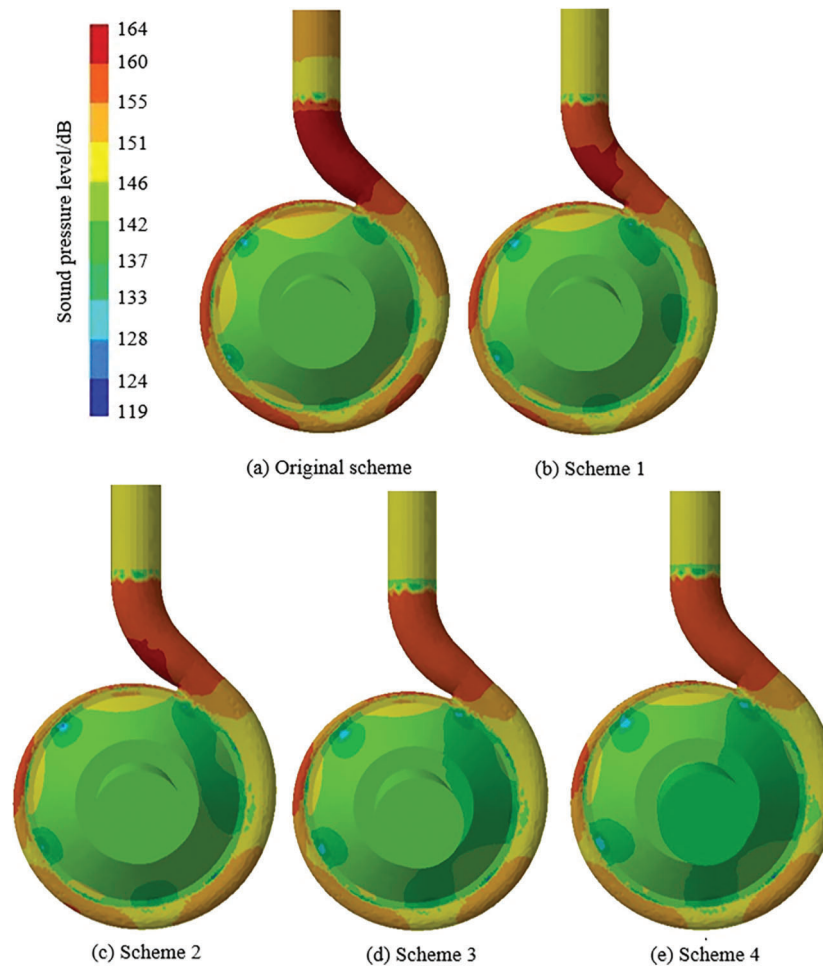 Sound pressure level/dB
164
160
155
151
146
142
137
133
128
124
119
(a) Original scheme
(b) Scheme 1
(c) Scheme 2
(d) Scheme 3
(e) Scheme 4